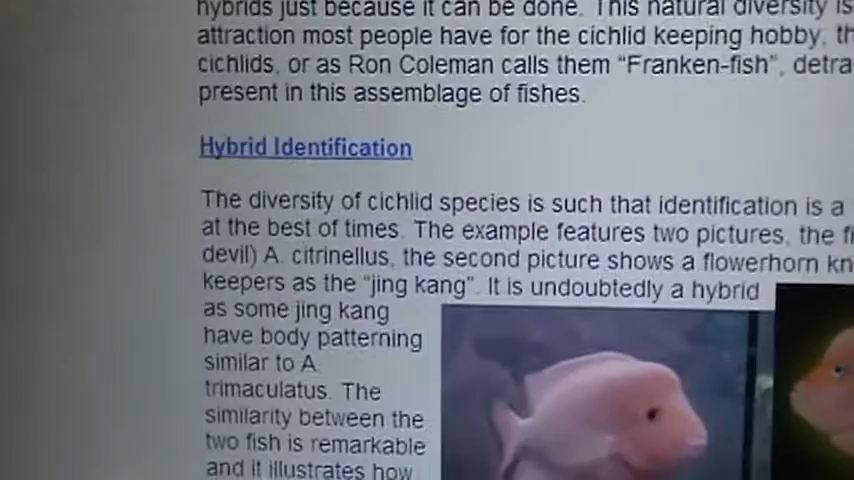 hybrids just because it can be done. This natural diversity is
attraction most people have for the cichlid keeping hobby, th
cichlids, or as Ron Coleman calls them “Franken-fish”, detra
present in this assemblage of fishes.
Hybrid Identification
The diversity of cichlid species is such that identification is a
at the best of times. The example features two pictures, the fi
devil) A. citrinellus, the second picture shows a flowerhorn kn
keepers as the “jing kang”. It is undoubtedly a hybrid
as some jing kang
have body patterning
similar to A.
trimaculatus. The
similarity between the
two fish is remarkable
and it illustrates how